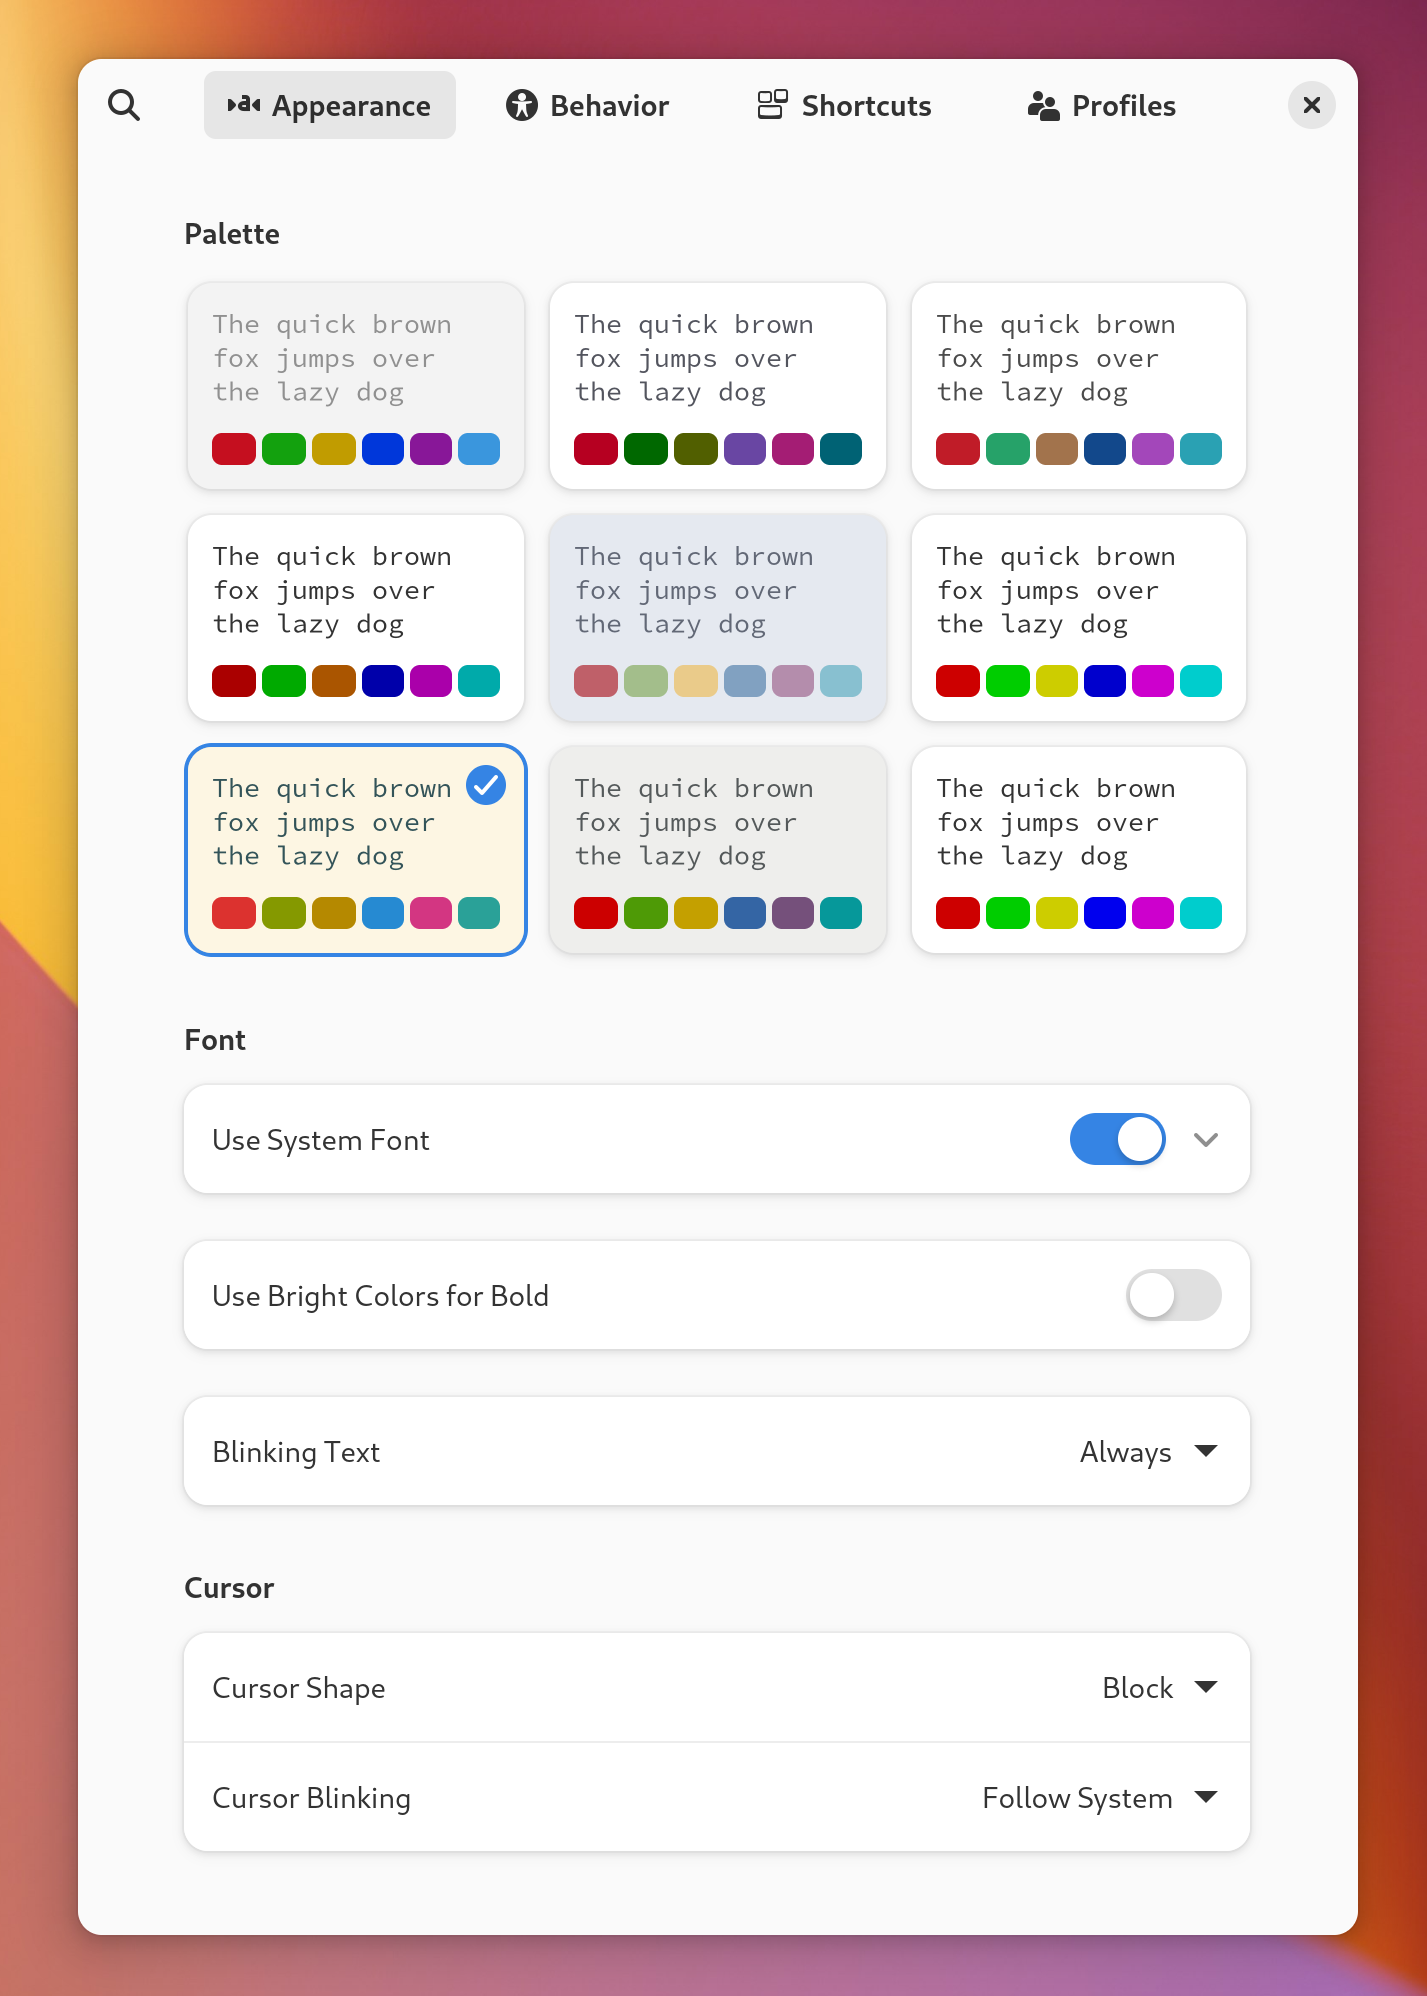 Appearance
Behavior
Shortcuts
Profiles
Palette
The quick brown
fox jumps over
the lazy dog
The quick brown
fox jumps over
the lazy dog
The quick brown
fox jumps over
the lazy dog
The quick brown
fox jumps over
the lazy dog
The quick brown
fox jumps over
the lazy dog
The quick brown
fox jumps over
the lazy dog
The quick brown
fox jumps over
the lazy dog
The quick brown
fox jumps over
the lazy dog
The quick brown
fox jumps over
the lazy dog
Font
Use System Font
Use Bright Colors for Bold
Blinking Text
Always
Cursor
Cursor Shape
Block
Cursor Blinking
Follow System